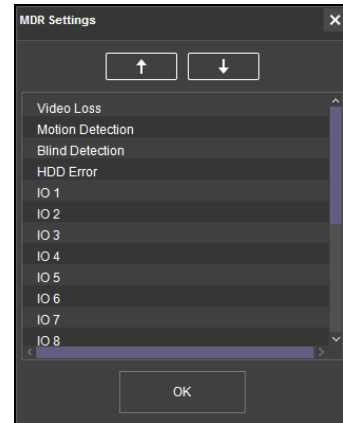 MDR Settings
Video Loss
Motion Detection
Blind Detection
HDD Error
IO 1
IO 2
IO 3
IO 4
IO 5
IO 6
IO 7
IO 8
OK